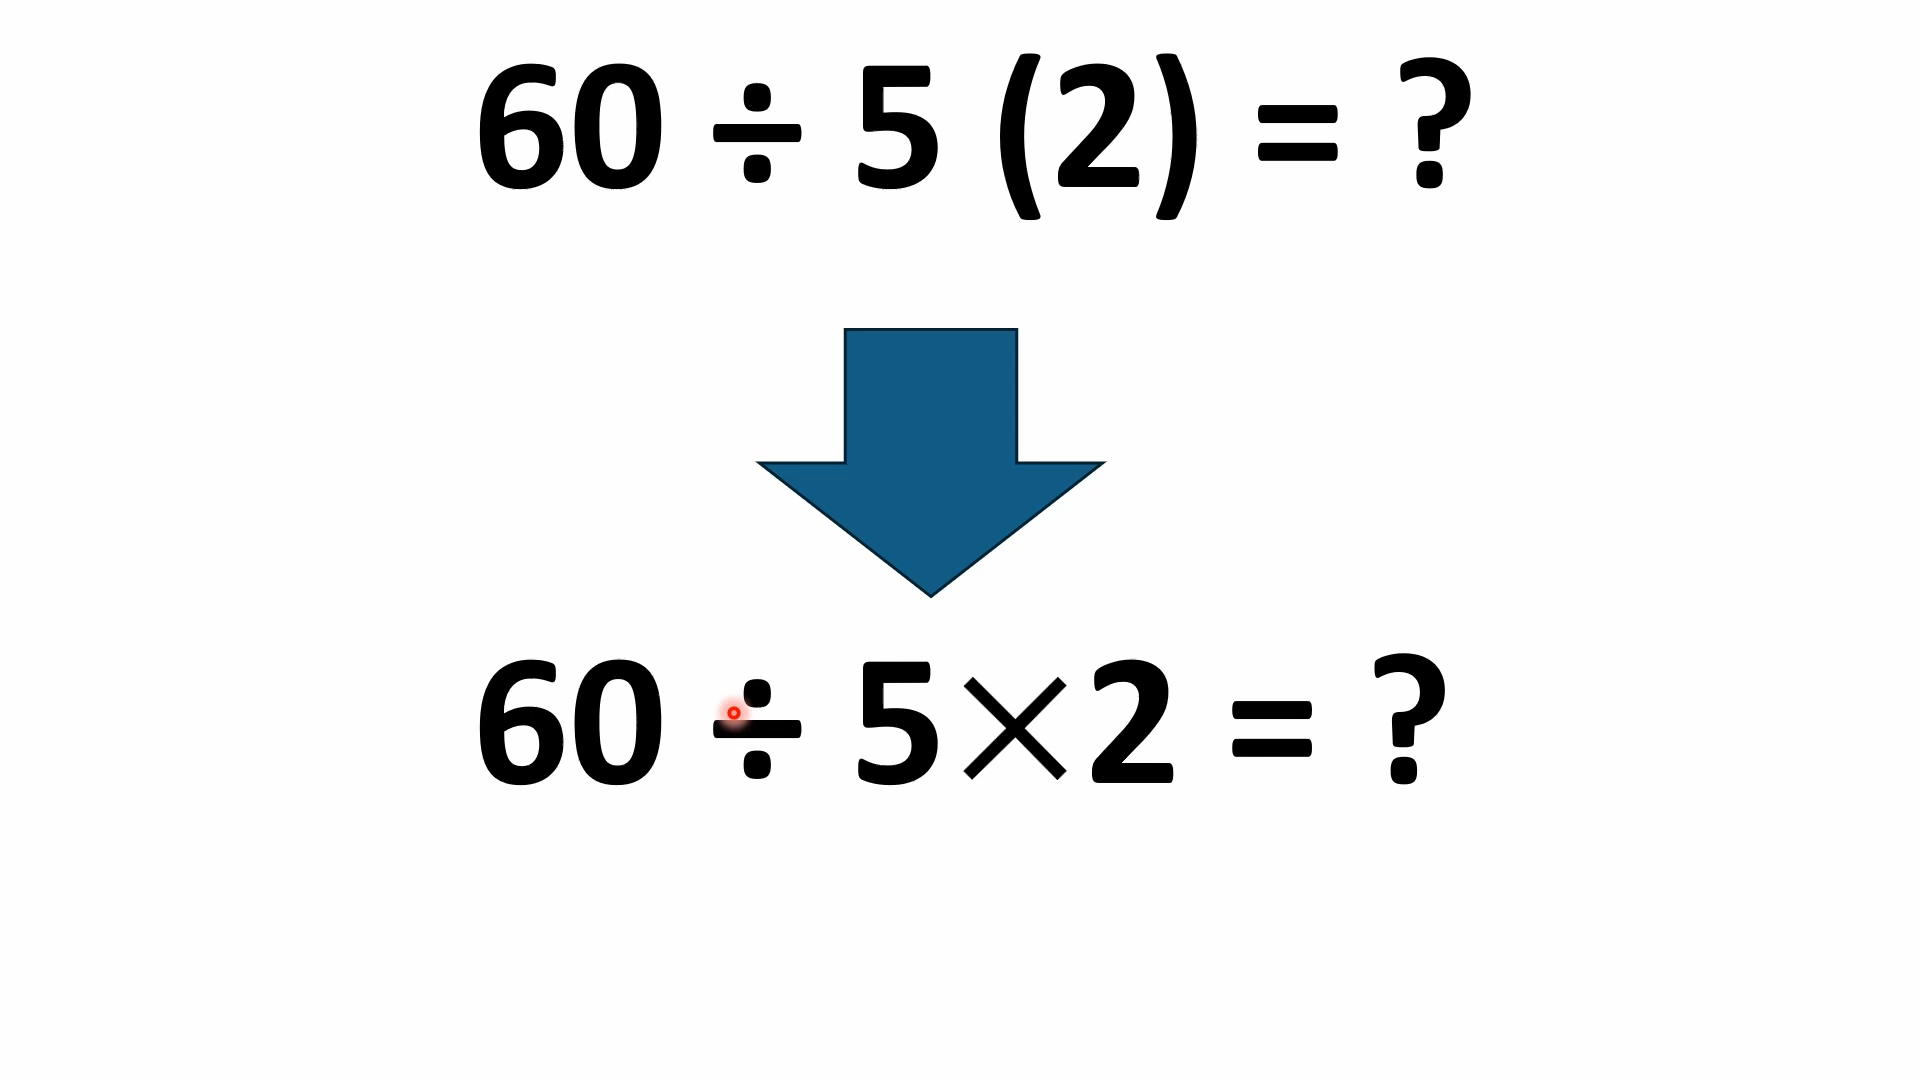 60 ÷ 5 (2) = ?
60 ÷ 5×2 = ?